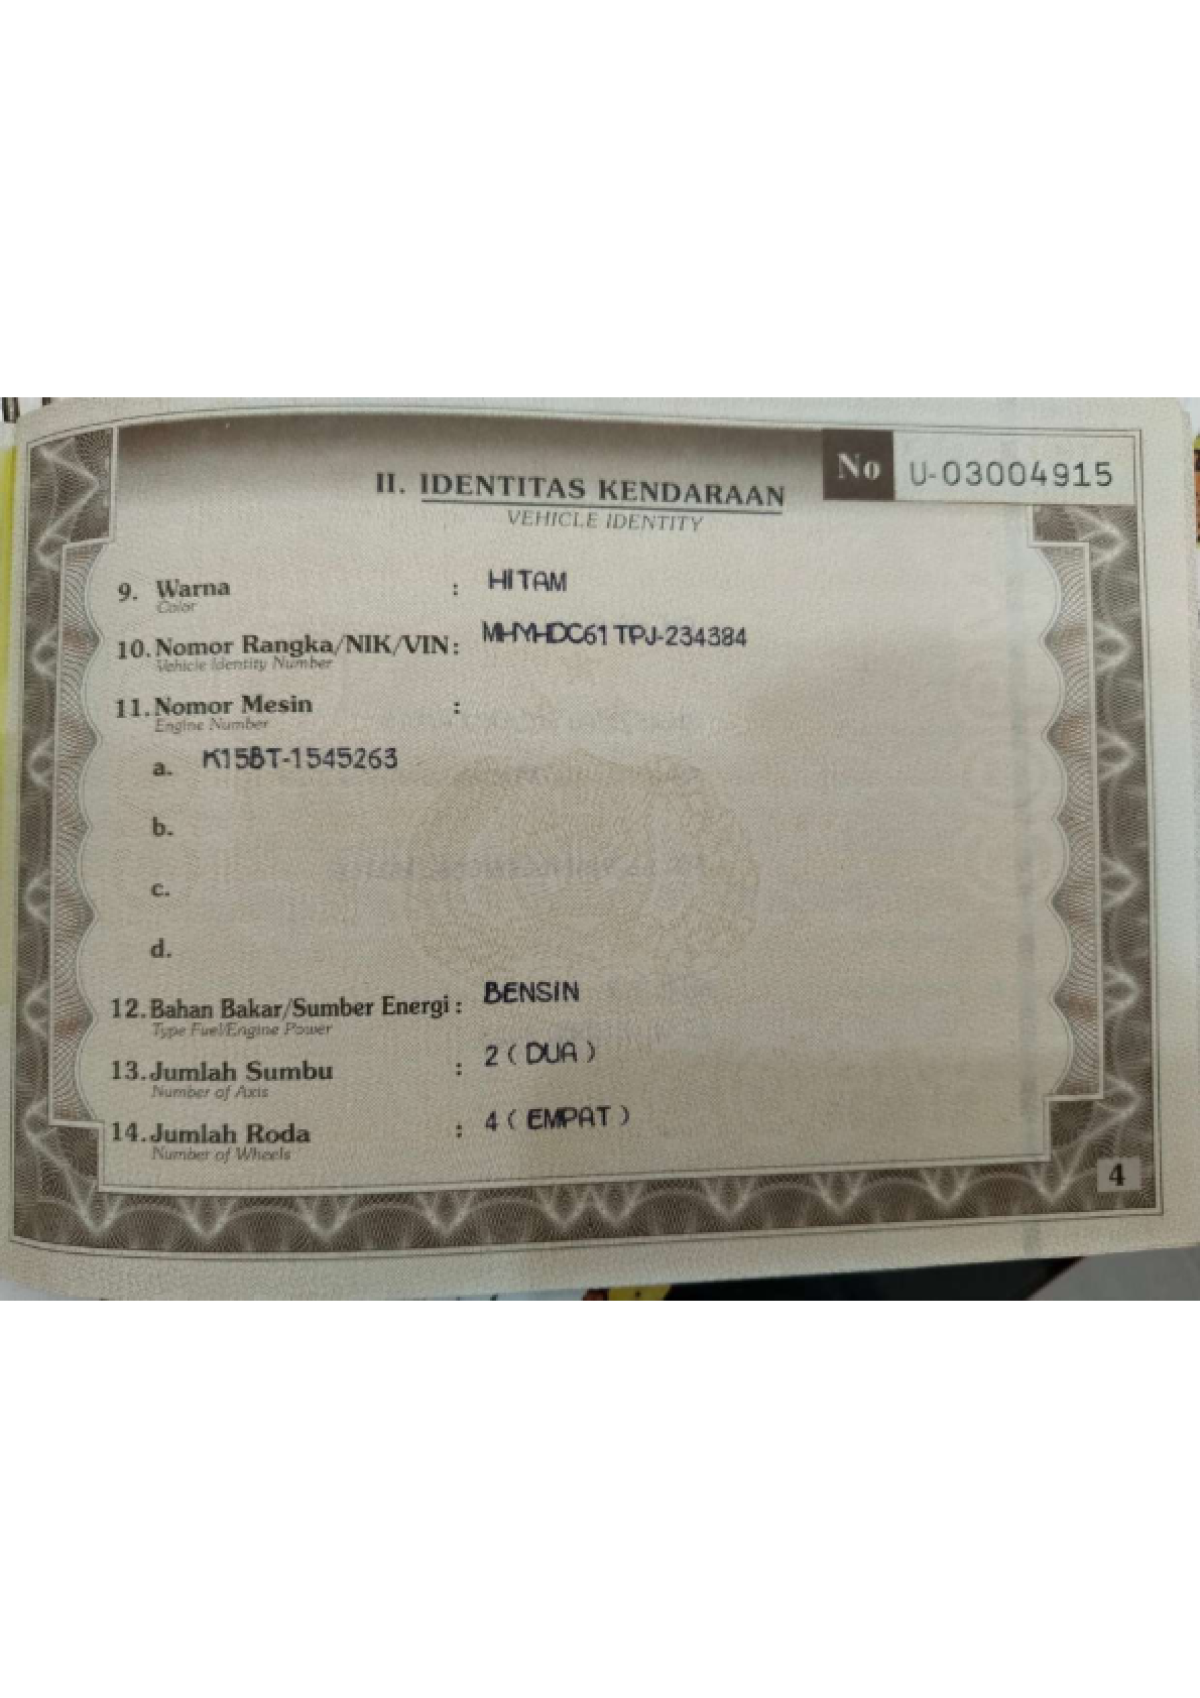 No U-03004915
II. IDENTITAS KENDARAAN
VEHICLE IDENTITY
9. Warna : HITAM
Color
10. Nomor Rangka/NIK/VIN : MHYHDC61TPJ-234384
Vehicle Identity Number
11. Nomor Mesin :
Engine Number
a. K15BT-1545263
b.
c.
d.
12. Bahan Bakar/Sumber Energi : BENSIN
Type Fuel/Engine Power
13. Jumlah Sumbu : 2 ( DUA )
Number of Axis
14. Jumlah Roda : 4 ( EMPAT )
Number of Wheels
4